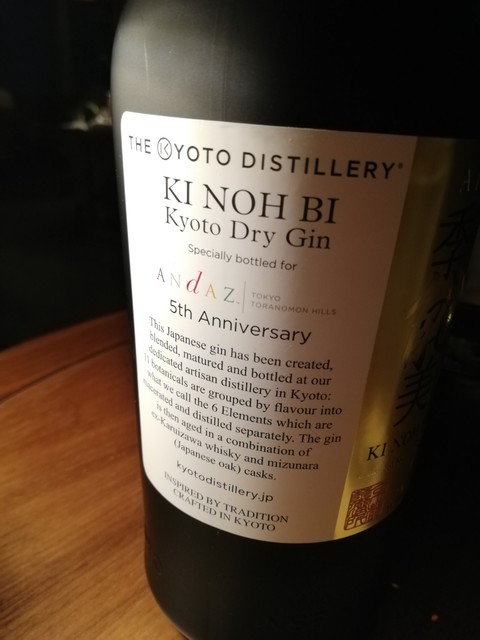 THE KYOTO DISTILLERY®
KI NOH BI
Kyoto Dry Gin
Specially bottled for
ANdAZ
TOKYO
TORANOMON HILLS
5th Anniversary
This Japanese gin has been created,
blended, matured and bottled at our
dedicated artisan distillery in Kyoto:
11 botanicals are grouped by flavour into
what we call the 6 Elements which are
macerated and distilled separately. The gin
is then aged in a combination of
ex-Karuizawa whisky and mizunara
(Japanese oak) casks.
kyotodistillery.jp
INSPIRED BY TRADITION
CRAFTED IN KYOTO
KI